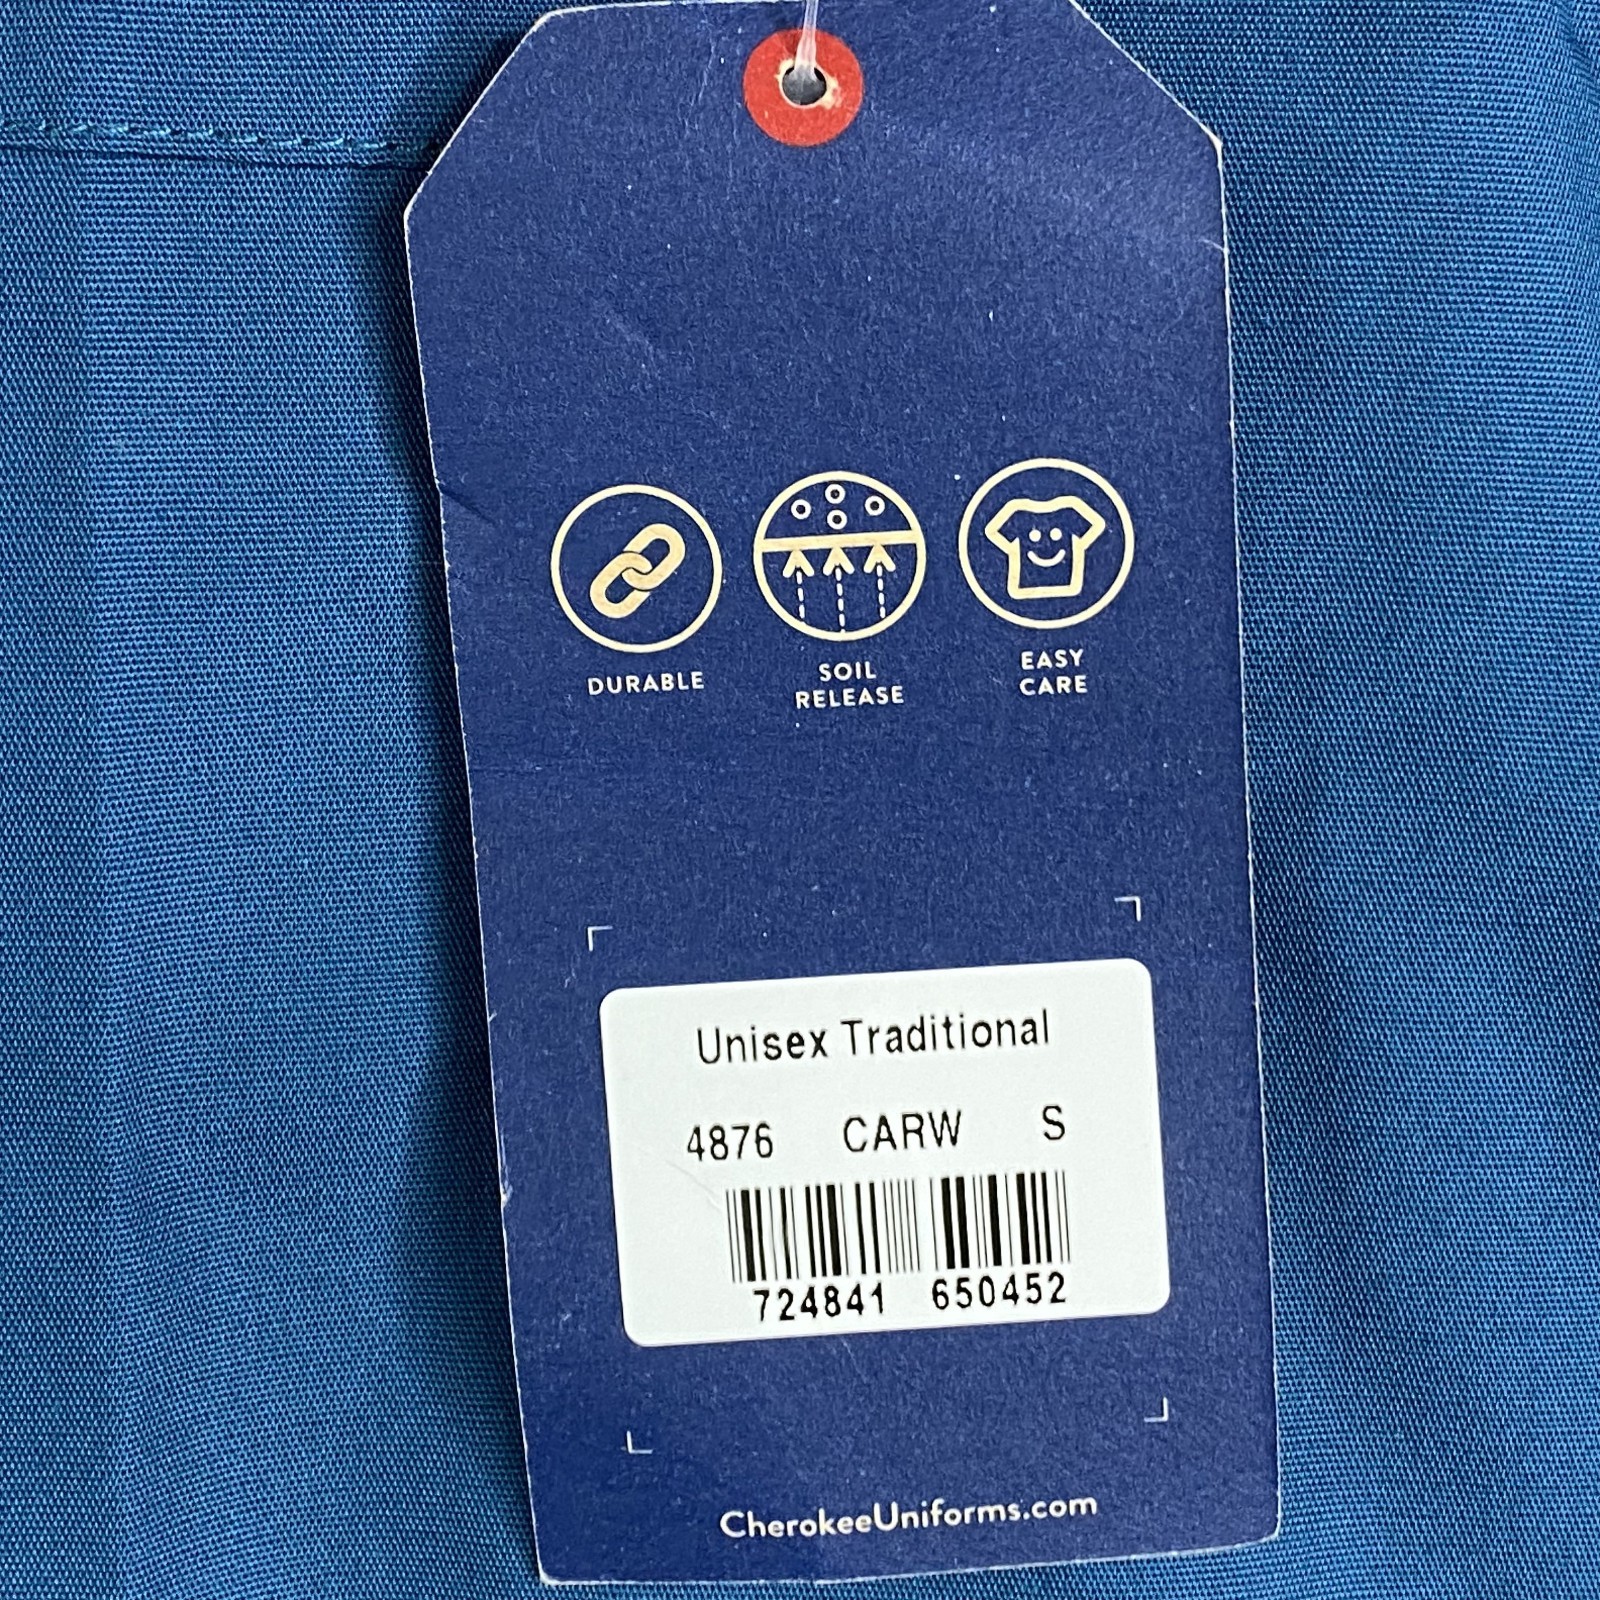 DURABLE
SOIL
RELEASE
EASY
CARE
Unisex Traditional
4876 CARW S
724841 650452
CherokeeUniforms.com